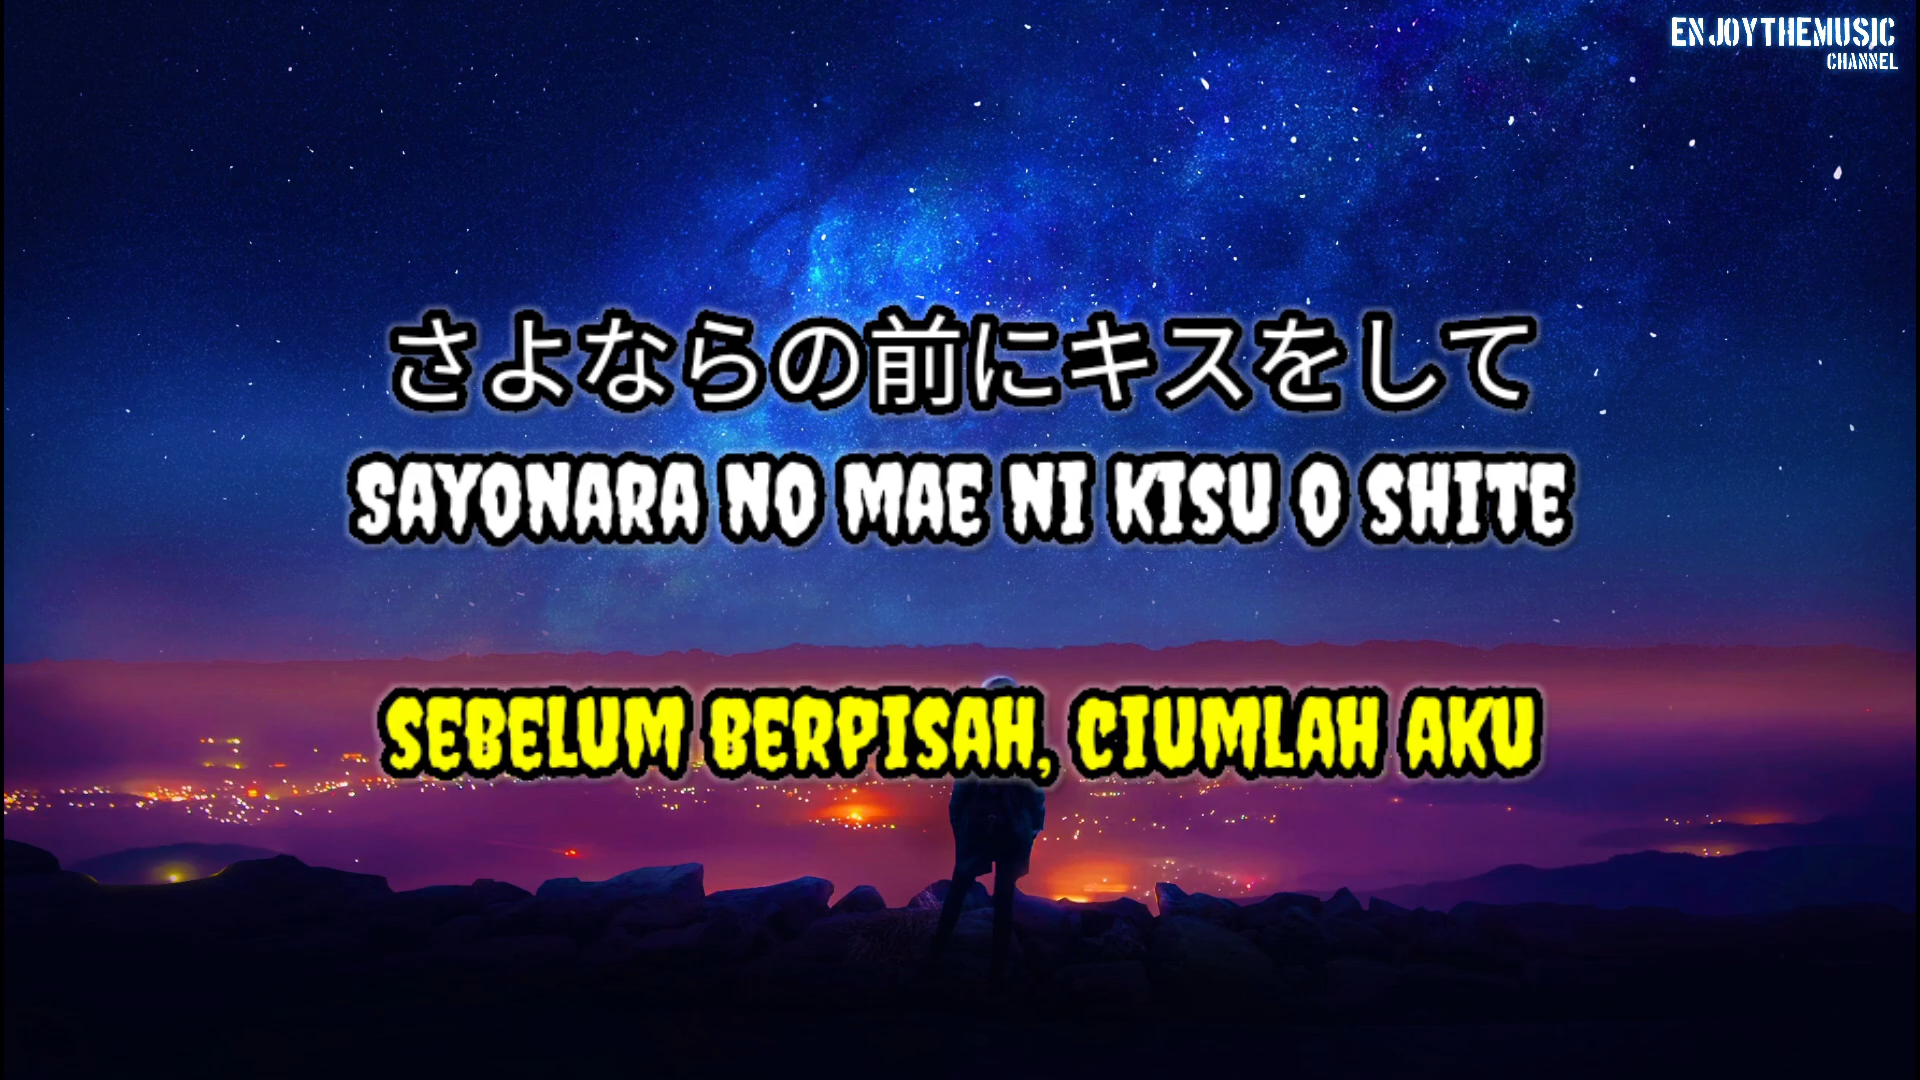 ENJOYTHEMUSIC
CHANNEL
さよならの前にキスをして
SAYONARA NO MAE NI KISU O SHITE
SEBELUM BERPISAH, CIUMLAH AKU